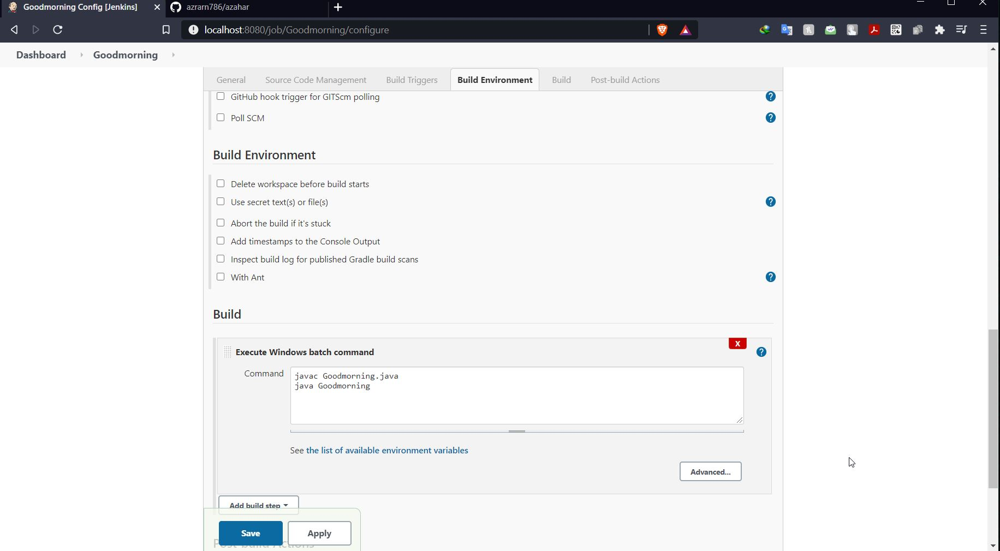 Goodmorning Config [Jenkins]
azrarn786/azahar
localhost:8080/job/Goodmorning/configure
Dashboard
Goodmorning
General
Source Code Management
Build Triggers
Build Environment
Build
Post-build Actions
GitHub hook trigger for GITScm polling
Poll SCM
Build Environment
Delete workspace before build starts
Use secret text(s) or file(s)
Abort the build if it's stuck
Add timestamps to the Console Output
Inspect build log for published Gradle build scans
With Ant
Build
X
Execute Windows batch command
Command
javac Goodmorning.java
java Goodmorning
See the list of available environment variables
Advanced...
Add build step
Save
Apply
Post-build Actions